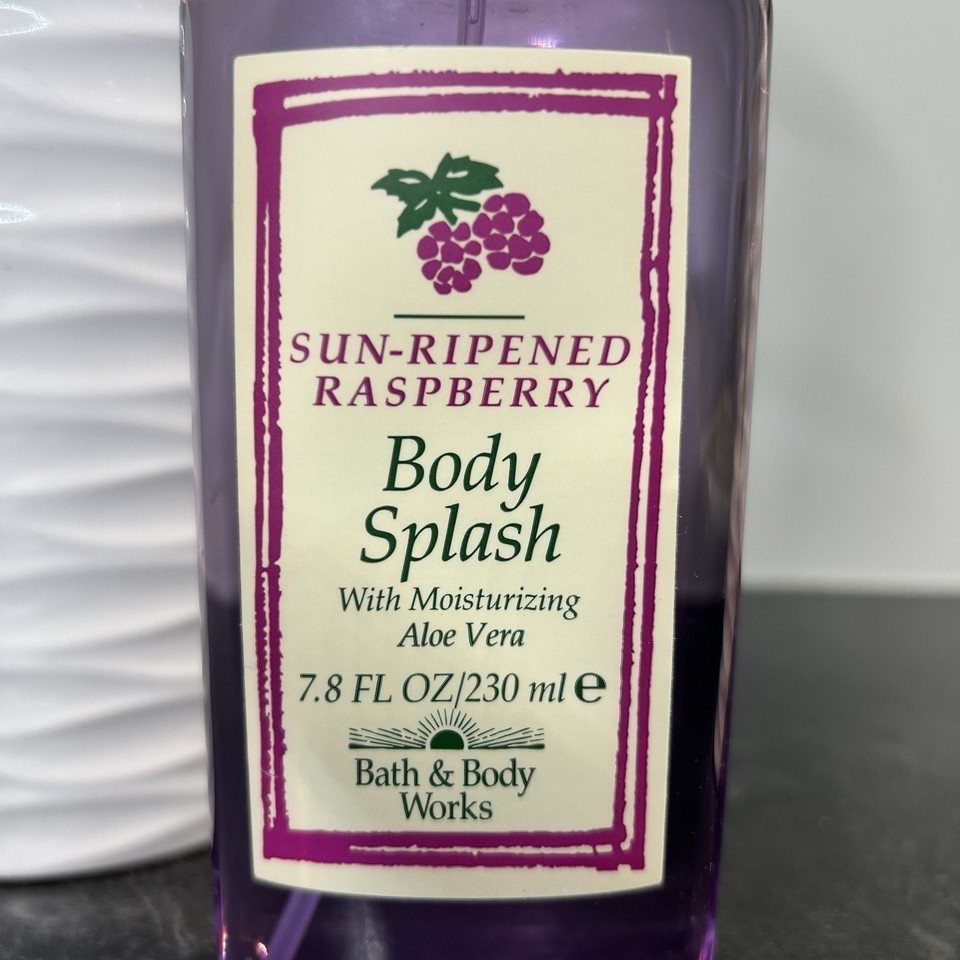 SUN-RIPENED
RASPBERRY
Body
Splash
With Moisturizing
Aloe Vera
7.8 FL OZ/230 ml ℮
Bath & Body
Works